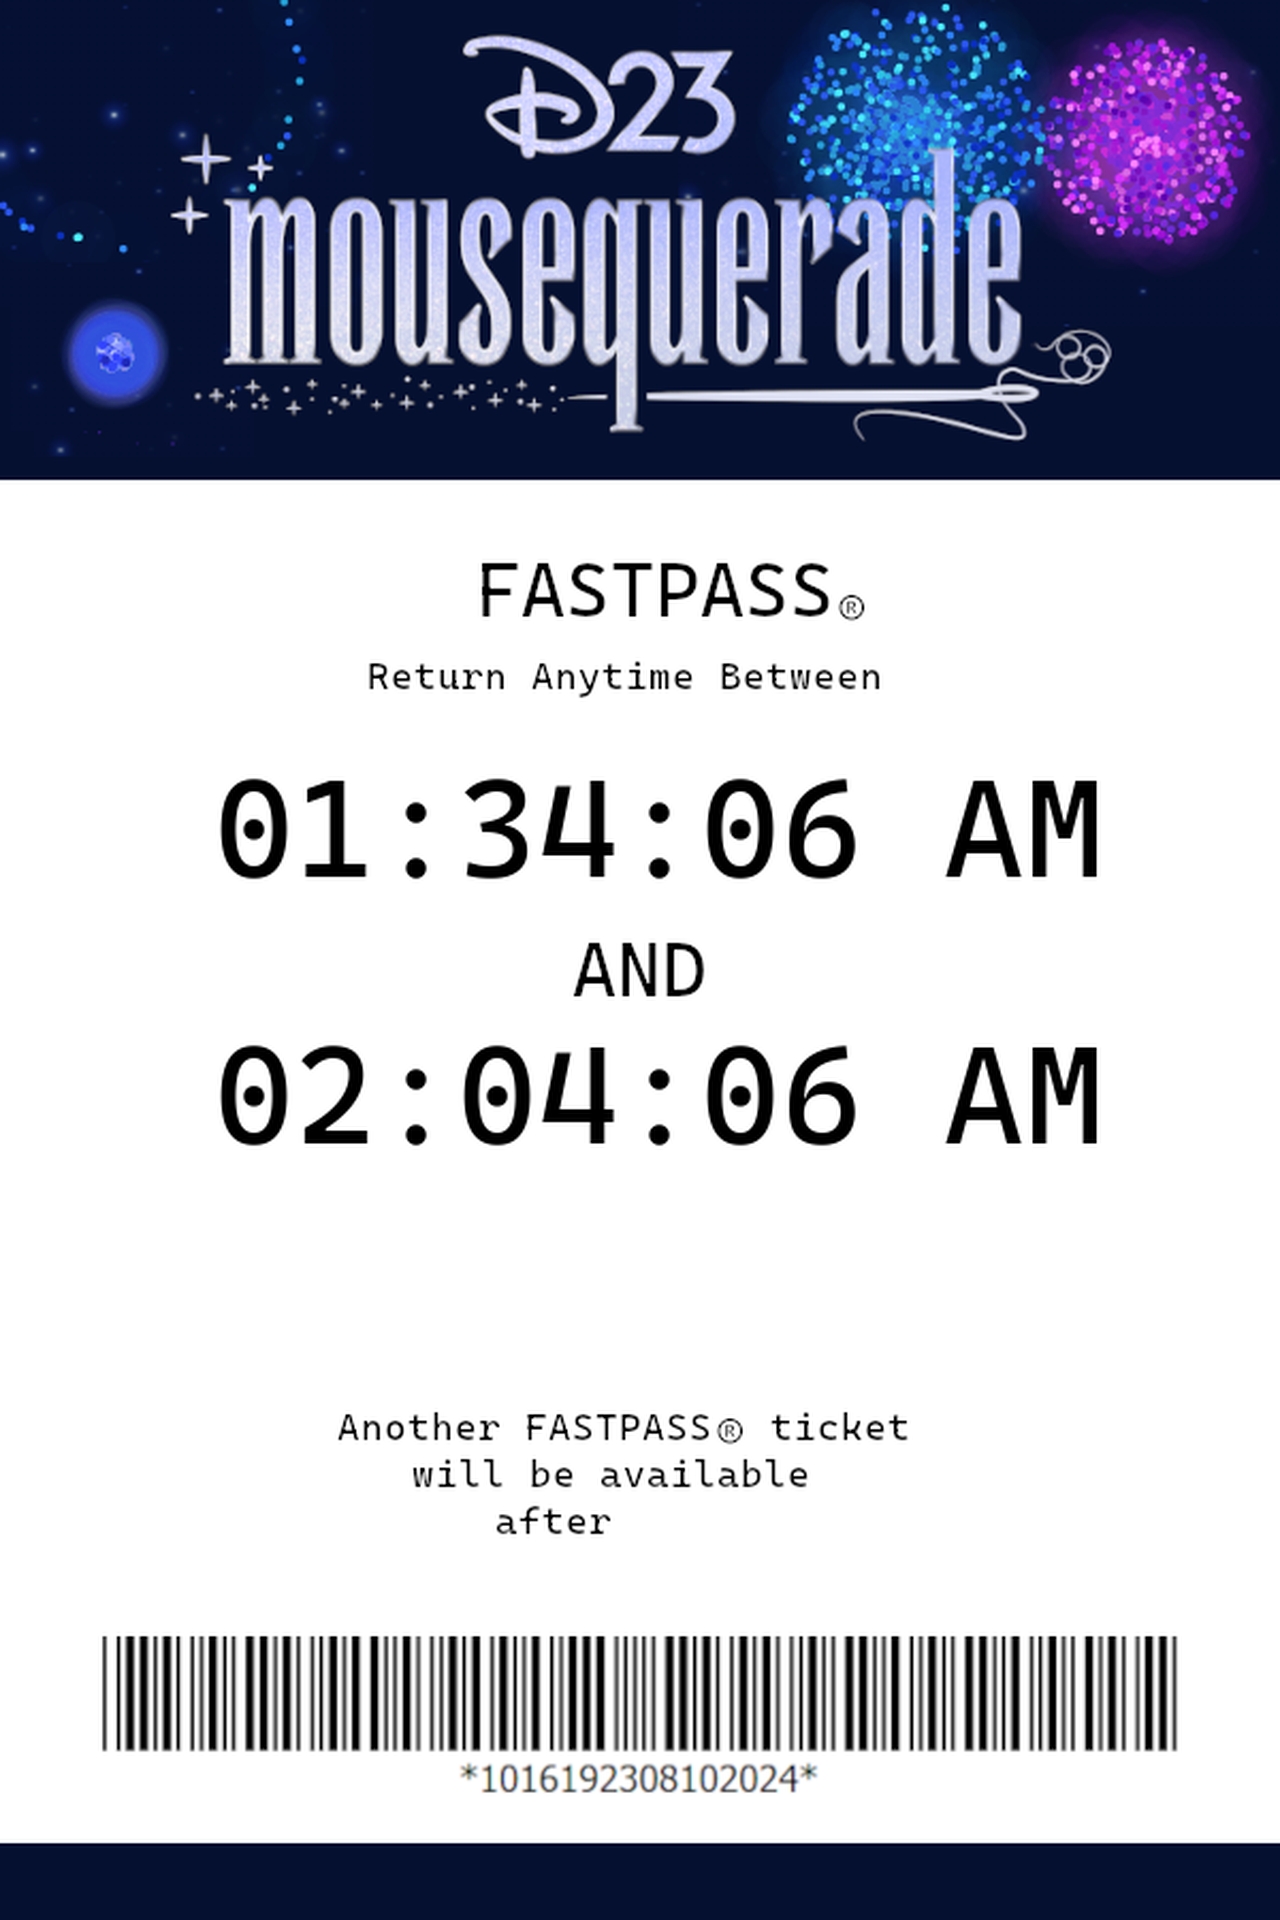 D23
mousequerade
FASTPASS®
Return Anytime Between
01:34:06 AM
AND
02:04:06 AM
Another FASTPASS® ticket
will be available
after
*1016192308102024*